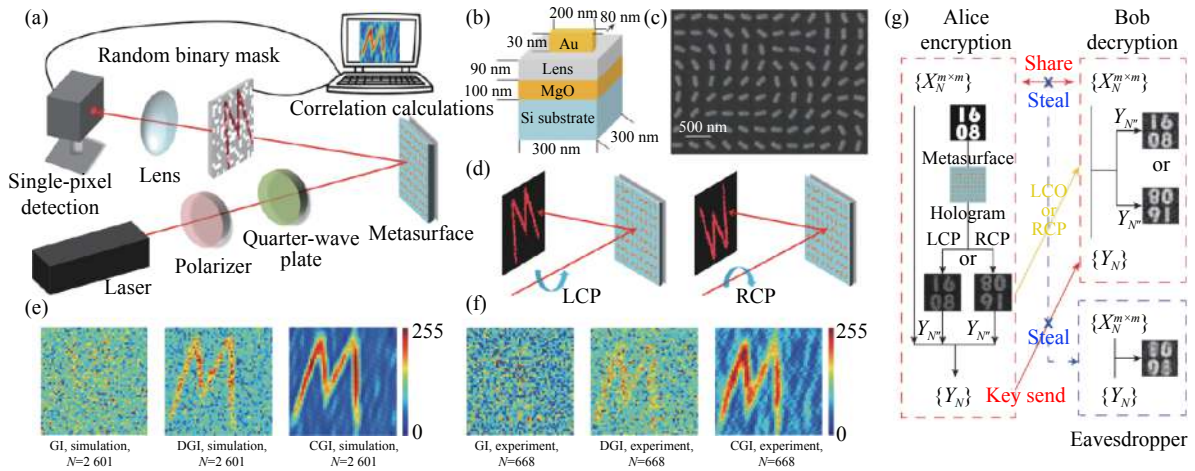 (a)
Random binary mask
Correlation calculations
Single-pixel
detection
Lens
Metasurface
Quarter-wave
plate
Polarizer
Laser
(b)
200 nm
80 nm
30 nm
Au
90 nm
Lens
100 nm
MgO
Si substrate
300 nm
300 nm
(c)
500 nm
(d)
LCP
RCP
(e)
255
0
GI, simulation,
N=2 601
DGI, simulation,
N=2 601
CGI, simulation,
N=2 601
(f)
255
0
GI, experiment,
N=668
DGI, experiment,
N=668
CGI, experiment,
N=668
(g)
Alice
encryption
Bob
decryption
Share
Steal
{X_N^{m×m}}
16
08
Metasurface
Hologram
LCP
RCP
or
16
08
Y_{N''}
Y_{N''}
{Y_N}
LCO
or
RCP
Steal
Key send
{X_N^{m×m}}
Y_{N''}
16
08
or
Y_{N''}
{Y_N}
{X_N^{m×m}}
{Y_N}
Eavesdropper